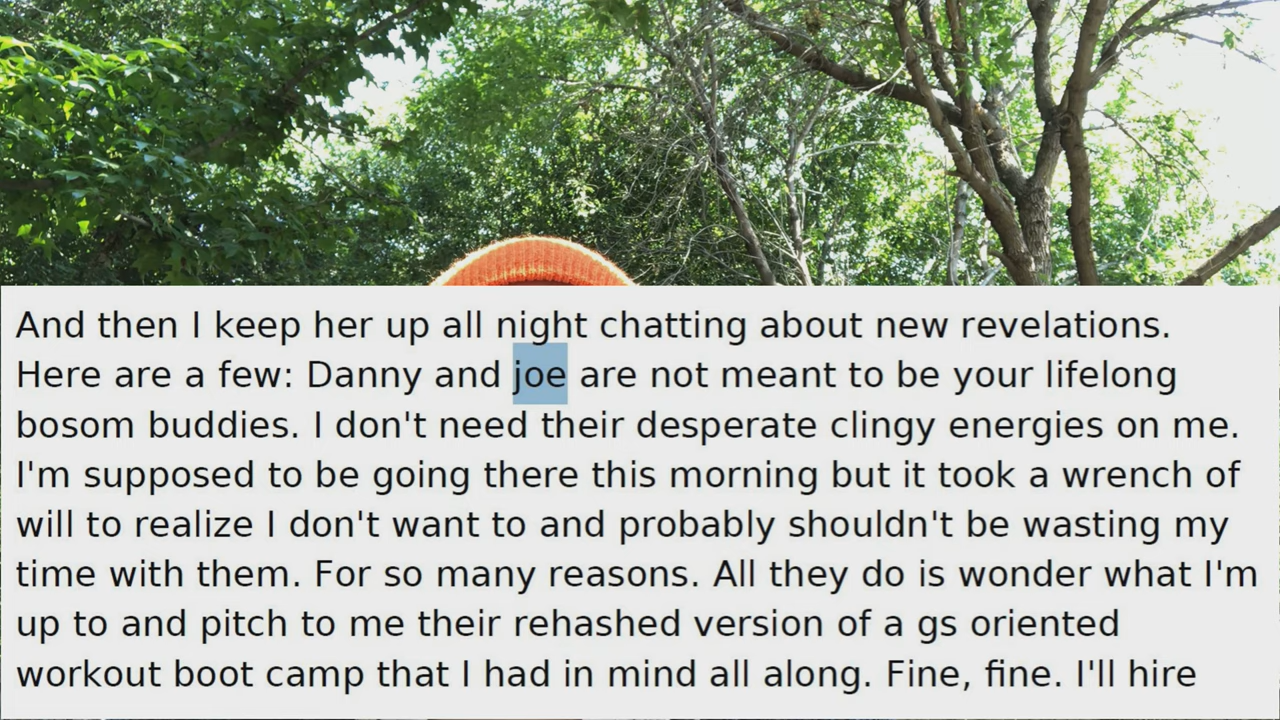 And then I keep her up all night chatting about new revelations.
Here are a few: Danny and joe are not meant to be your lifelong
bosom buddies. I don't need their desperate clingy energies on me.
I'm supposed to be going there this morning but it took a wrench of
will to realize I don't want to and probably shouldn't be wasting my
time with them. For so many reasons. All they do is wonder what I'm
up to and pitch to me their rehashed version of a gs oriented
workout boot camp that I had in mind all along. Fine, fine. I'll hire